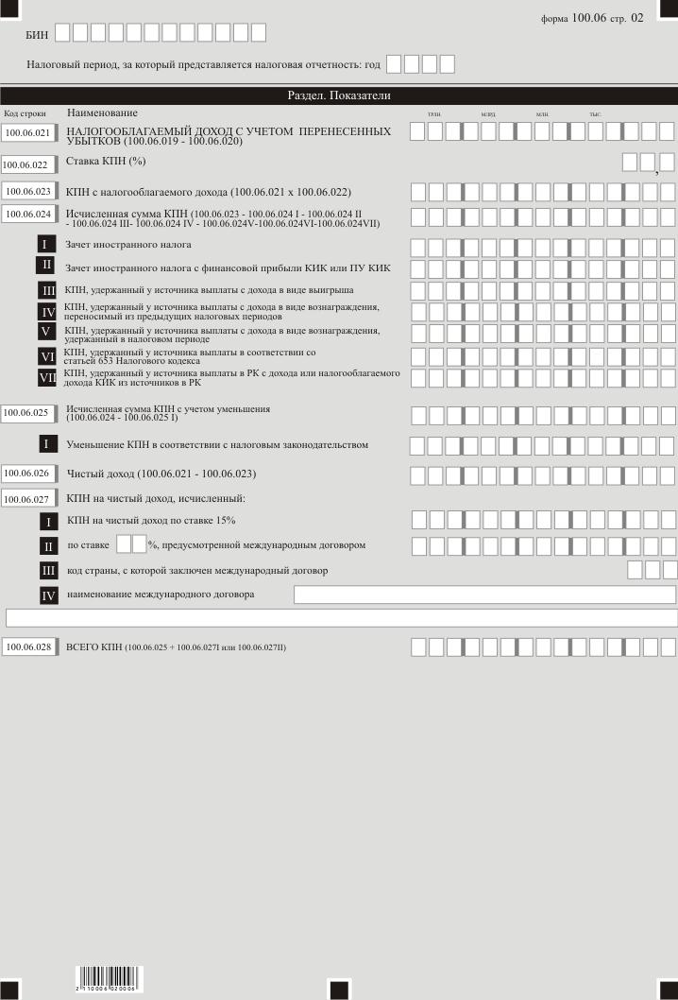 форма 100.06 стр. 02
БИН
Налоговый период, за который представляется налоговая отчетность: год
Раздел. Показатели
Код строки Наименование ТРЛН. МЛРД. МЛН. ТЫС.
100.06.021 НАЛОГООБЛАГАЕМЫЙ ДОХОД С УЧЕТОМ ПЕРЕНЕСЕННЫХ
УБЫТКОВ (100.06.019 - 100.06.020)
100.06.022 Ставка КПН (%) ,
100.06.023 КПН с налогооблагаемого дохода (100.06.021 х 100.06.022)
100.06.024 Исчисленная сумма КПН (100.06.023 - 100.06.024 I - 100.06.024 II
- 100.06.024 III- 100.06.024 IV - 100.06.024V-100.06.024VI-100.06.024VII)
I Зачет иностранного налога
II Зачет иностранного налога с финансовой прибыли КИК или ПУ КИК
III КПН, удержанный у источника выплаты с дохода в виде выигрыша
IV КПН, удержанный у источника выплаты с дохода в виде вознаграждения,
переносимый из предыдущих налоговых периодов
V КПН, удержанный у источника выплаты с дохода в виде вознаграждения,
удержанный в налоговом периоде
VI КПН, удержанный у источника выплаты в соответствии со
статьей 653 Налогового кодекса
VII КПН, удержанный у источника выплаты в РК с дохода или налогооблагаемого
дохода КИК из источников в РК
100.06.025 Исчисленная сумма КПН с учетом уменьшения
(100.06.024 - 100.06.025 I)
I Уменьшение КПН в соответствии с налоговым законодательством
100.06.026 Чистый доход (100.06.021 - 100.06.023)
100.06.027 КПН на чистый доход, исчисленный:
I КПН на чистый доход по ставке 15%
II по ставке %, предусмотренной международным договором
III код страны, с которой заключен международный договор
IV наименование международного договора
100.06.028 ВСЕГО КПН (100.06.025 + 100.06.027I или 100.06.027II)
2 110006 020006